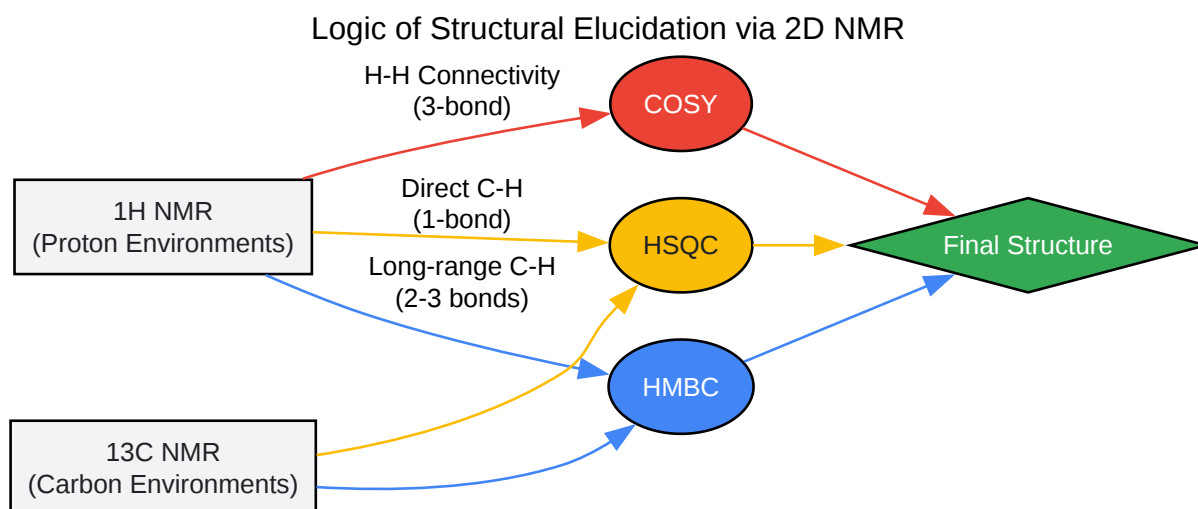 Logic of Structural Elucidation via 2D NMR
H-H Connectivity
(3-bond)
COSY
1H NMR
(Proton Environments)
Direct C-H
(1-bond)
HSQC
Final Structure
Long-range C-H
(2-3 bonds)
HMBC
13C NMR
(Carbon Environments)